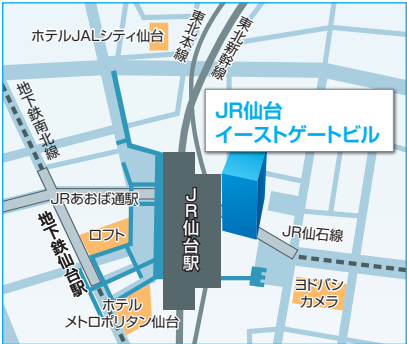 ホテルJALシティ仙台
東北本線
東北新幹線
地下鉄南北線
JR仙台
イーストゲートビル
JRあおば通駅
JR仙台駅
地下鉄仙台駅
ロフト
JR仙石線
ヨドバシ
カメラ
ホテル
メトロポリタン仙台